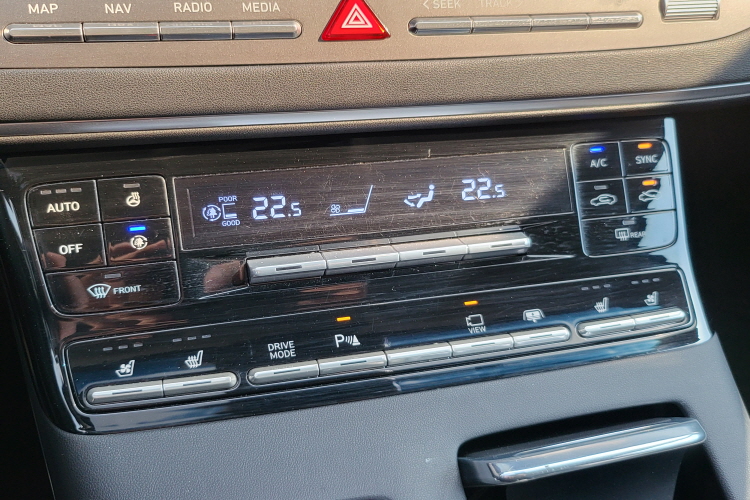 MAP NAV RADIO MEDIA < SEEK TRACK
AUTO
OFF
FRONT
POOR
GOOD
22.5
22.5
A/C SYNC
REAR
DRIVE
MODE
P
VIEW